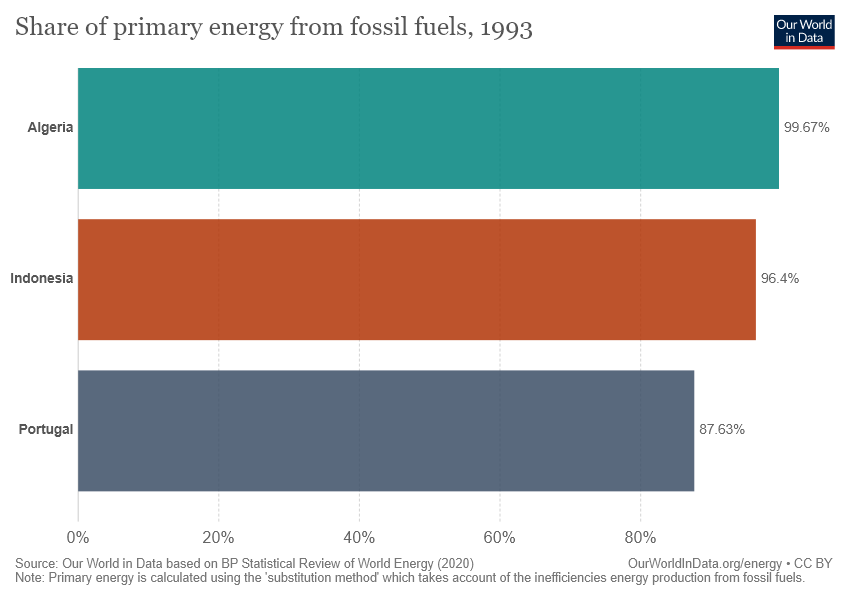 Share of primary energy from fossil fuels, 1993
Our World
in Data
Algeria
99.67%
Indonesia
96.4%
Portugal
87.63%
0%
20%
40%
60%
80%
Source: Our World in Data based on BP Statistical Review of World Energy (2020)
OurWorldInData.org/energy • CC BY
Note: Primary energy is calculated using the 'substitution method' which takes account of the inefficiencies energy production from fossil fuels.